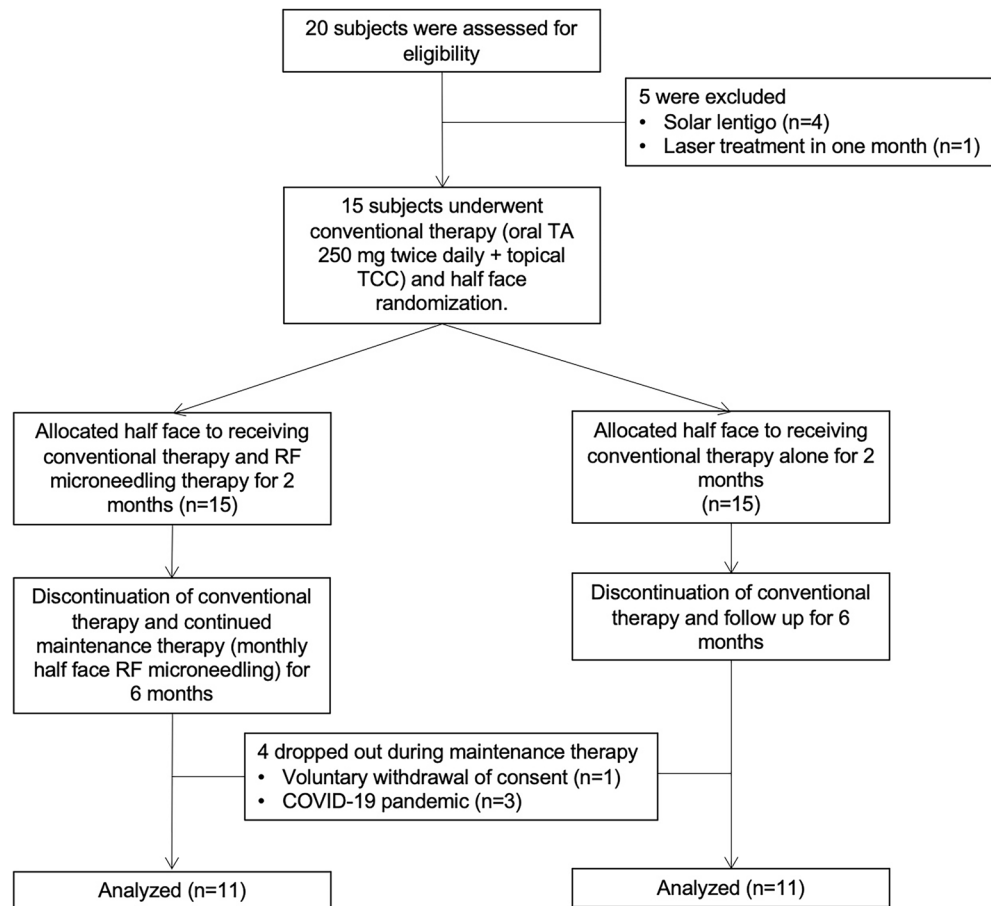 20 subjects were assessed for
eligibility
5 were excluded
• Solar lentigo (n=4)
• Laser treatment in one month (n=1)
15 subjects underwent
conventional therapy (oral TA
250 mg twice daily + topical
TCC) and half face
randomization.
Allocated half face to receiving
conventional therapy and RF
microneedling therapy for 2
months (n=15)
Allocated half face to receiving
conventional therapy alone for 2
months
(n=15)
Discontinuation of conventional
therapy and continued
maintenance therapy (monthly
half face RF microneedling) for
6 months
Discontinuation of conventional
therapy and follow up for 6
months
4 dropped out during maintenance therapy
• Voluntary withdrawal of consent (n=1)
• COVID-19 pandemic (n=3)
Analyzed (n=11)
Analyzed (n=11)